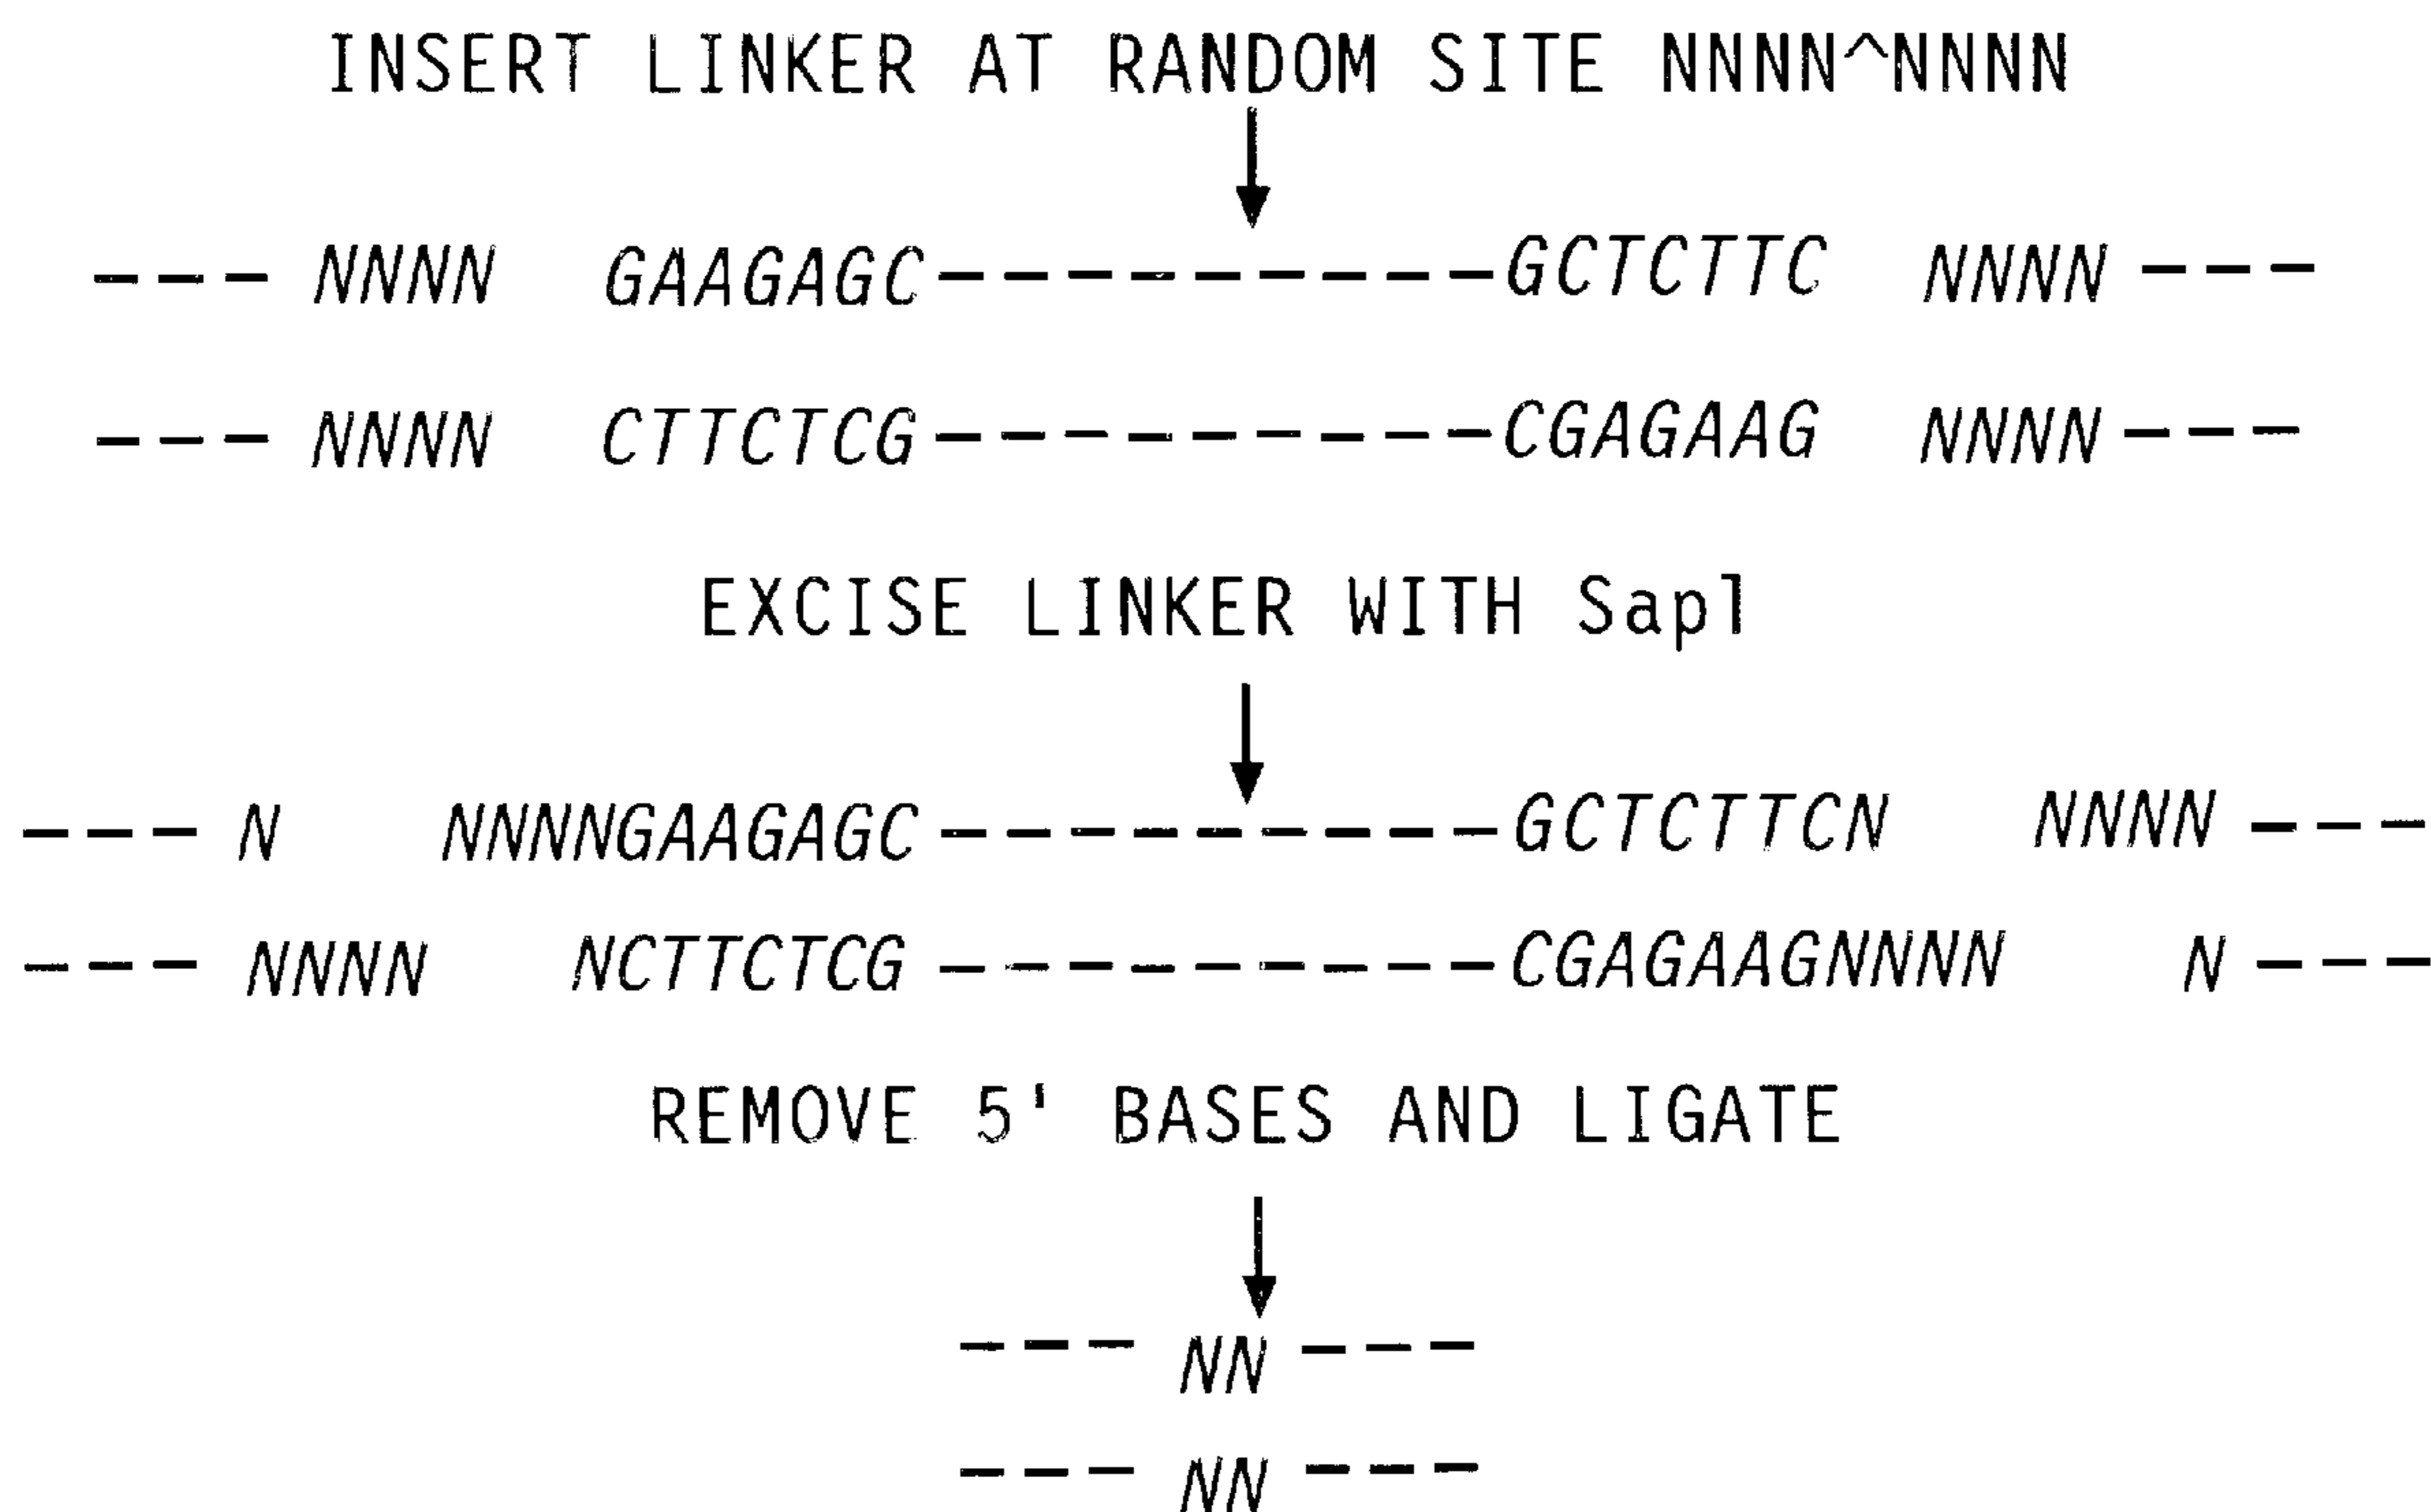 INSERT LINKER AT RANDOM SITE NNNN^NNNN
--- NNNN GAAGAGC---------GCTCTTC NNNN---
--- NNNN CTTCTCG---------CGAGAAG NNNN---
EXCISE LINKER WITH Sap1
--- N NNNNGAAGAGC---------GCTCTTCN NNNN---
--- NNNN NCTTCTCG---------CGAGAAGNNNN N---
REMOVE 5' BASES AND LIGATE
--- NN ---
--- NN ---